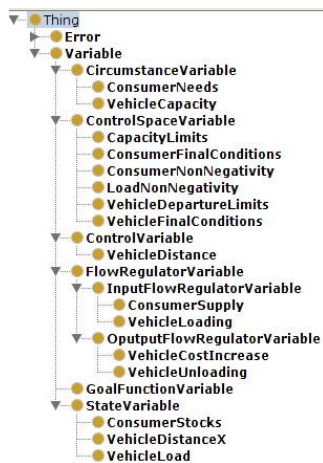 Thing
Error
Variable
CircumstanceVariable
ConsumerNeeds
VehicleCapacity
ControlSpaceVariable
CapacityLimits
ConsumerFinalConditions
ConsumerNonNegativity
LoadNonNegativity
VehicleDepartureLimits
VehicleFinalConditions
ControlVariable
VehicleDistance
FlowRegulatorVariable
InputFlowRegulatorVariable
ConsumerSupply
VehicleLoading
OputputFlowRegulatorVariable
VehicleCostIncrease
VehicleUnloading
GoalFunctionVariable
StateVariable
ConsumerStocks
VehicleDistanceX
VehicleLoad